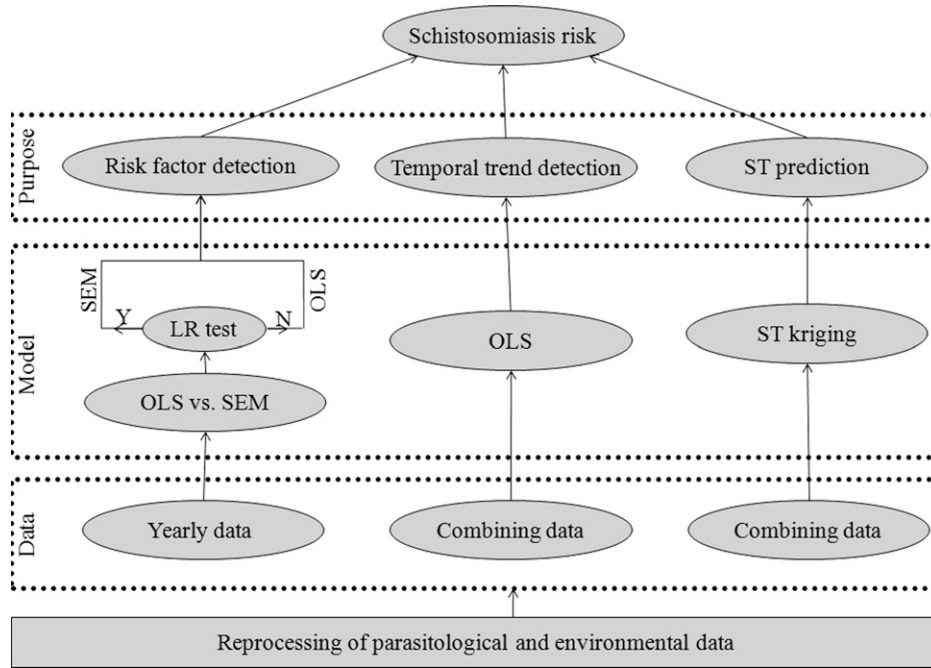 Schistosomiasis risk
Purpose
Risk factor detection
Temporal trend detection
ST prediction
Model
SEM
OLS
Y
LR test
N
OLS
ST kriging
OLS vs. SEM
Data
Yearly data
Combining data
Combining data
Reprocessing of parasitological and environmental data